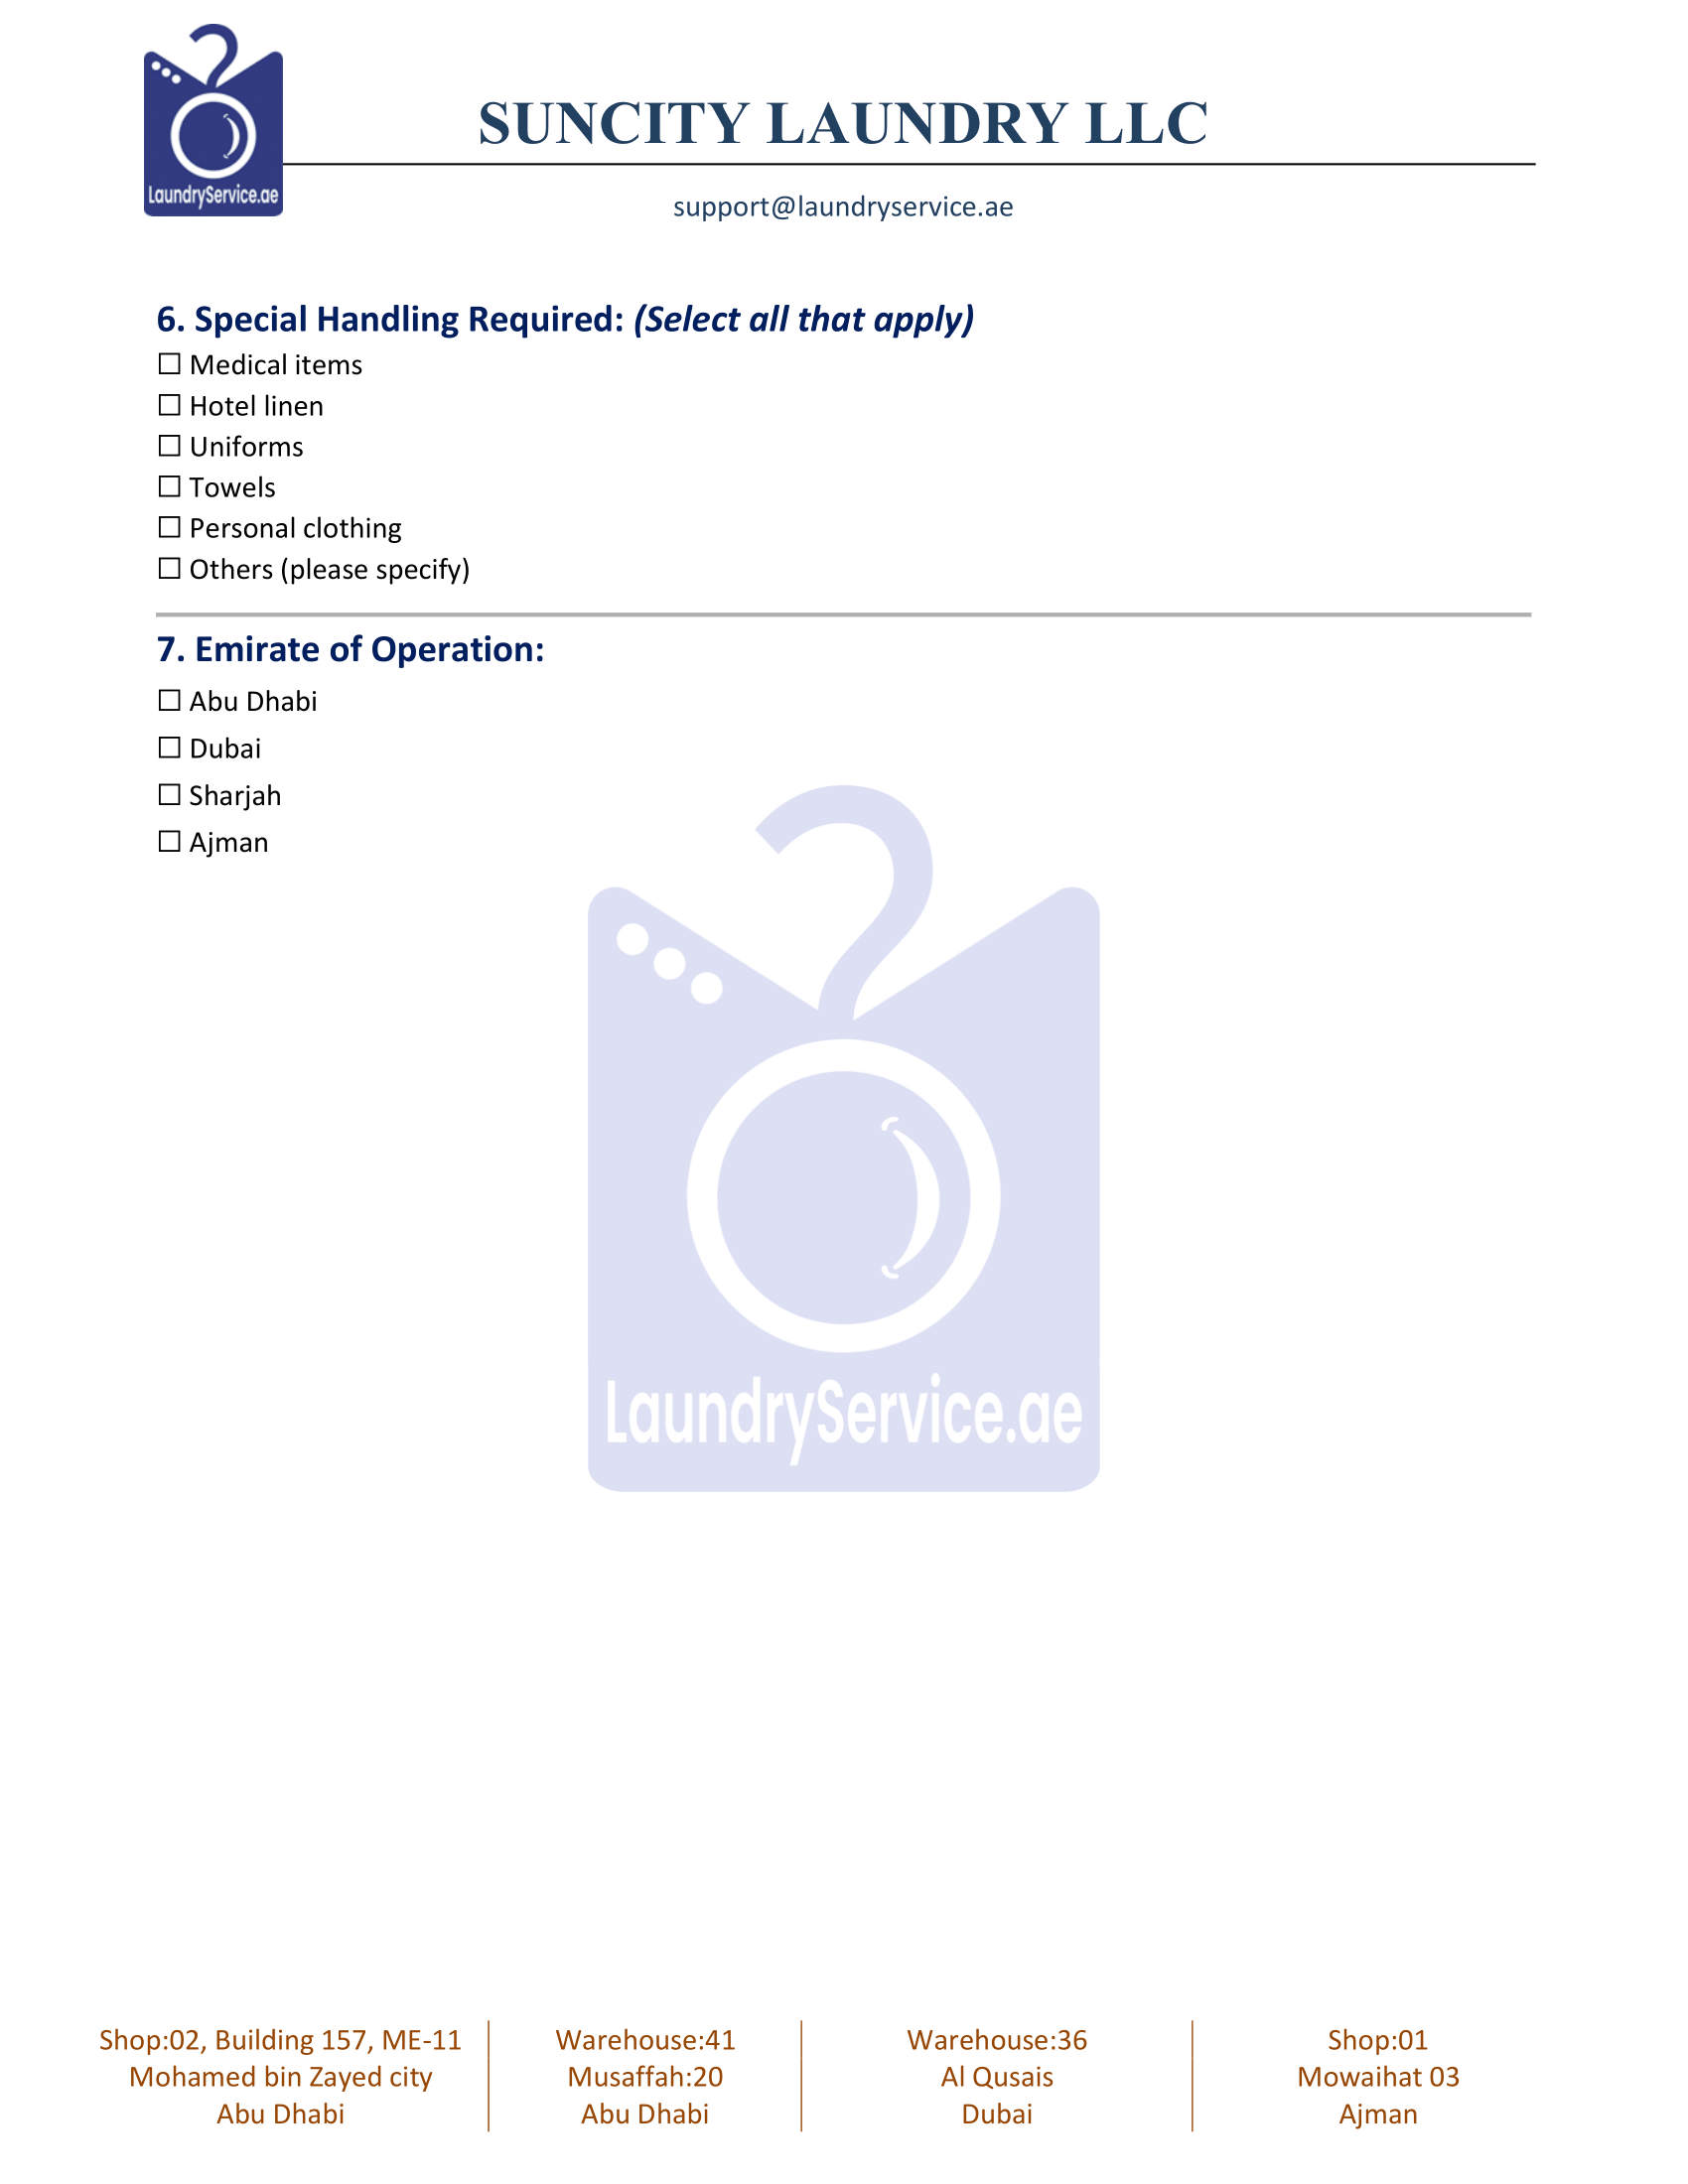 LaundryService.ae
SUNCITY LAUNDRY LLC
support@laundryservice.ae
6. Special Handling Required: (Select all that apply)
☐ Medical items
☐ Hotel linen
☐ Uniforms
☐ Towels
☐ Personal clothing
☐ Others (please specify)
7. Emirate of Operation:
☐ Abu Dhabi
☐ Dubai
☐ Sharjah
☐ Ajman
LaundryService.ae
Shop:02, Building 157, ME-11
Mohamed bin Zayed city
Abu Dhabi
Warehouse:41
Musaffah:20
Abu Dhabi
Warehouse:36
Al Qusais
Dubai
Shop:01
Mowaihat 03
Ajman